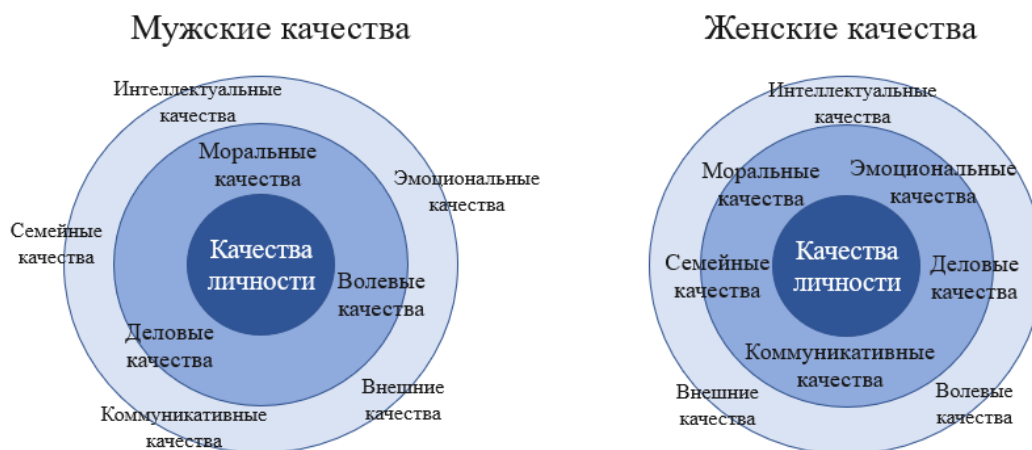 Мужские качества
Интеллектуальные
качества
Моральные
качества
Эмоциональные
качества
Семейные
качества
Качества
личности
Волевые
качества
Деловые
качества
Внешние
качества
Коммуникативные
качества
Женские качества
Интеллектуальные
качества
Моральные
качества
Эмоциональные
качества
Семейные
качества
Качества
личности
Деловые
качества
Коммуникативные
качества
Внешние
качества
Волевые
качества